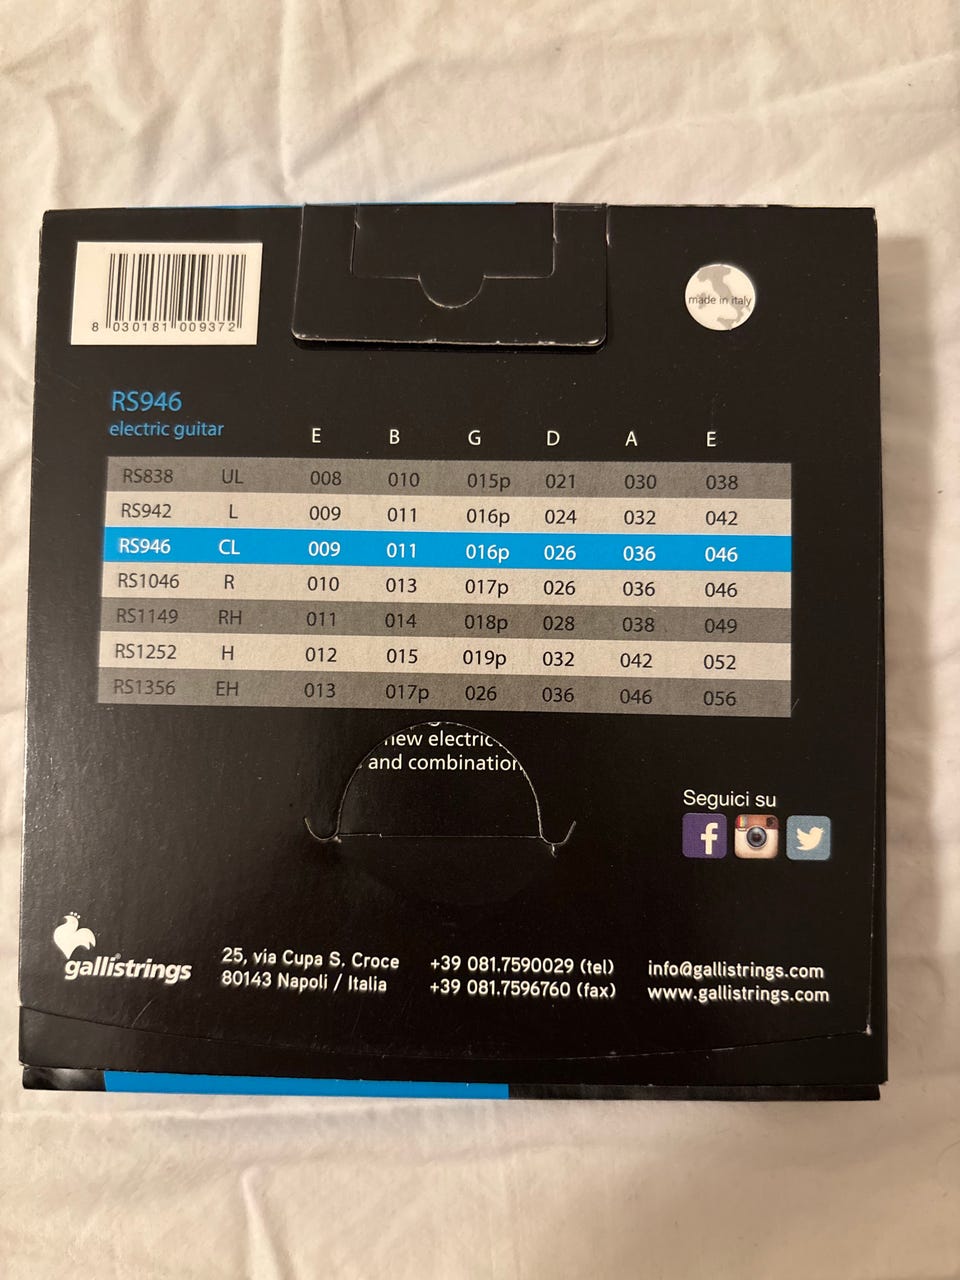 8 030181 009372
made in italy
RS946
electric guitar
E B G D A E
RS838 UL 008 010 015p 021 030 038
RS942 L 009 011 016p 024 032 042
RS946 CL 009 011 016p 026 036 046
RS1046 R 010 013 017p 026 036 046
RS1149 RH 011 014 018p 028 038 049
RS1252 H 012 015 019p 032 042 052
RS1356 EH 013 017p 026 036 046 056
new electric
and combination
Seguici su
gallistrings
25, via Cupa S. Croce
80143 Napoli / Italia
+39 081.7590029 (tel)
+39 081.7596760 (fax)
info@gallistrings.com
www.gallistrings.com